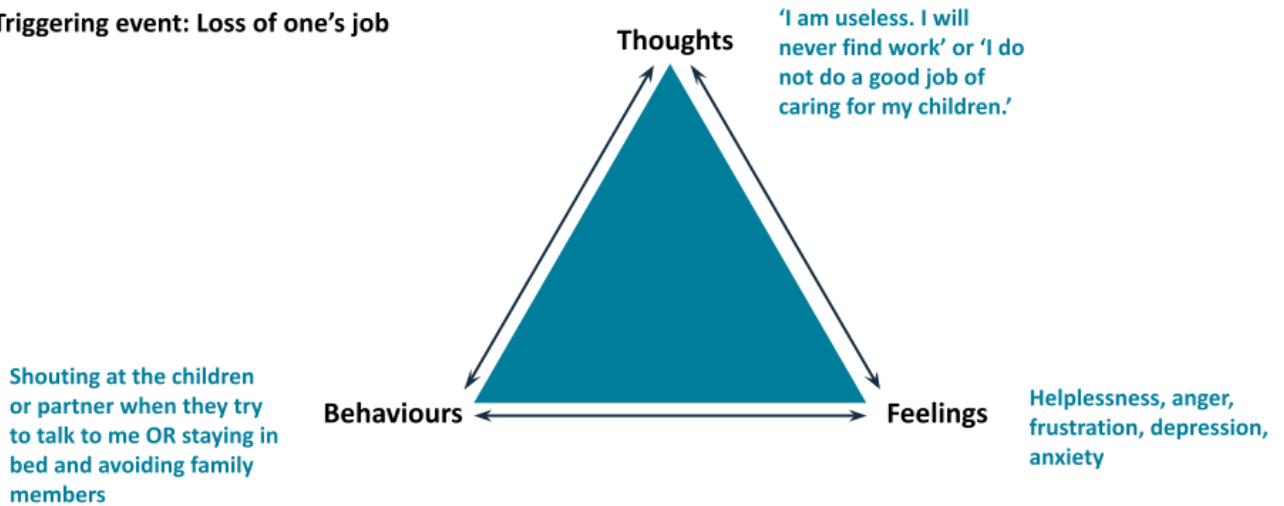 Triggering event: Loss of one's job
Thoughts
‘I am useless. I will
never find work’ or ‘I do
not do a good job of
caring for my children.’
Shouting at the children
or partner when they try
to talk to me OR staying in
bed and avoiding family
members
Behaviours
Feelings
Helplessness, anger,
frustration, depression,
anxiety